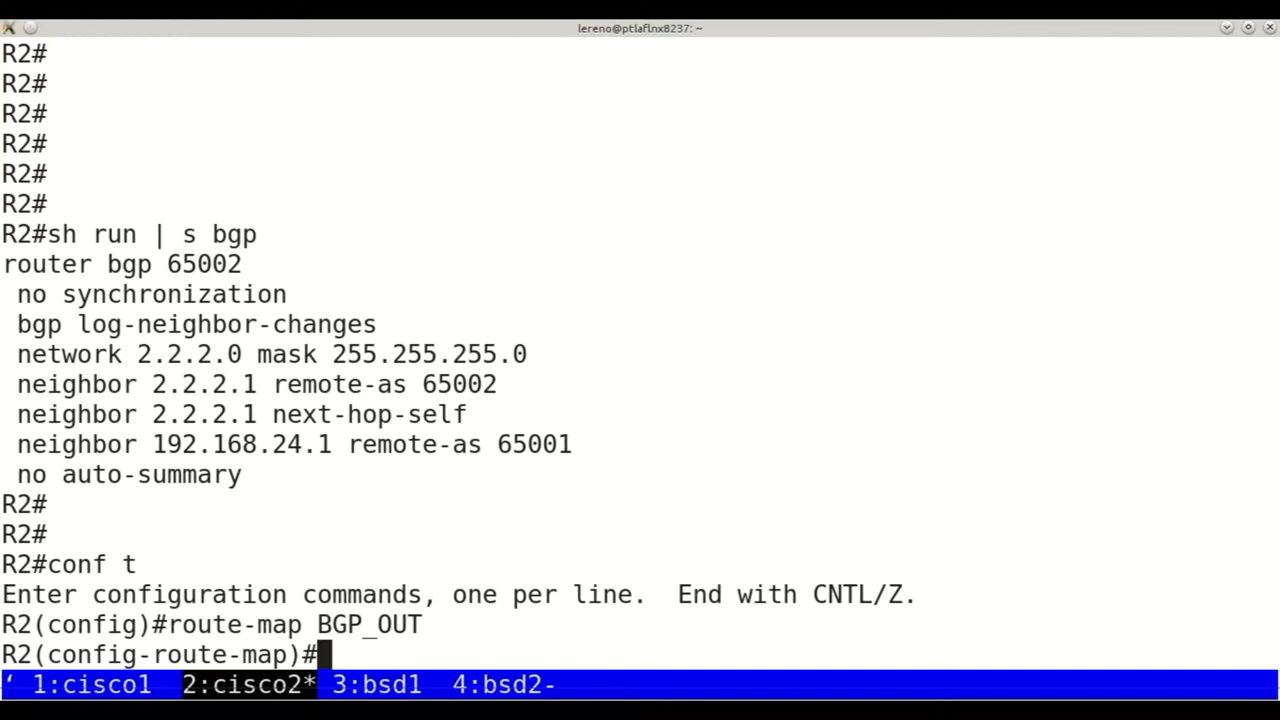 lereno@ptlaflnx8237: ~
R2#
R2#
R2#
R2#
R2#
R2#
R2#sh run | s bgp
router bgp 65002
 no synchronization
 bgp log-neighbor-changes
 network 2.2.2.0 mask 255.255.255.0
 neighbor 2.2.2.1 remote-as 65002
 neighbor 2.2.2.1 next-hop-self
 neighbor 192.168.24.1 remote-as 65001
 no auto-summary
R2#
R2#
R2#conf t
Enter configuration commands, one per line.  End with CNTL/Z.
R2(config)#route-map BGP_OUT
R2(config-route-map)#
‘ 1:cisco1  2:cisco2* 3:bsd1  4:bsd2-